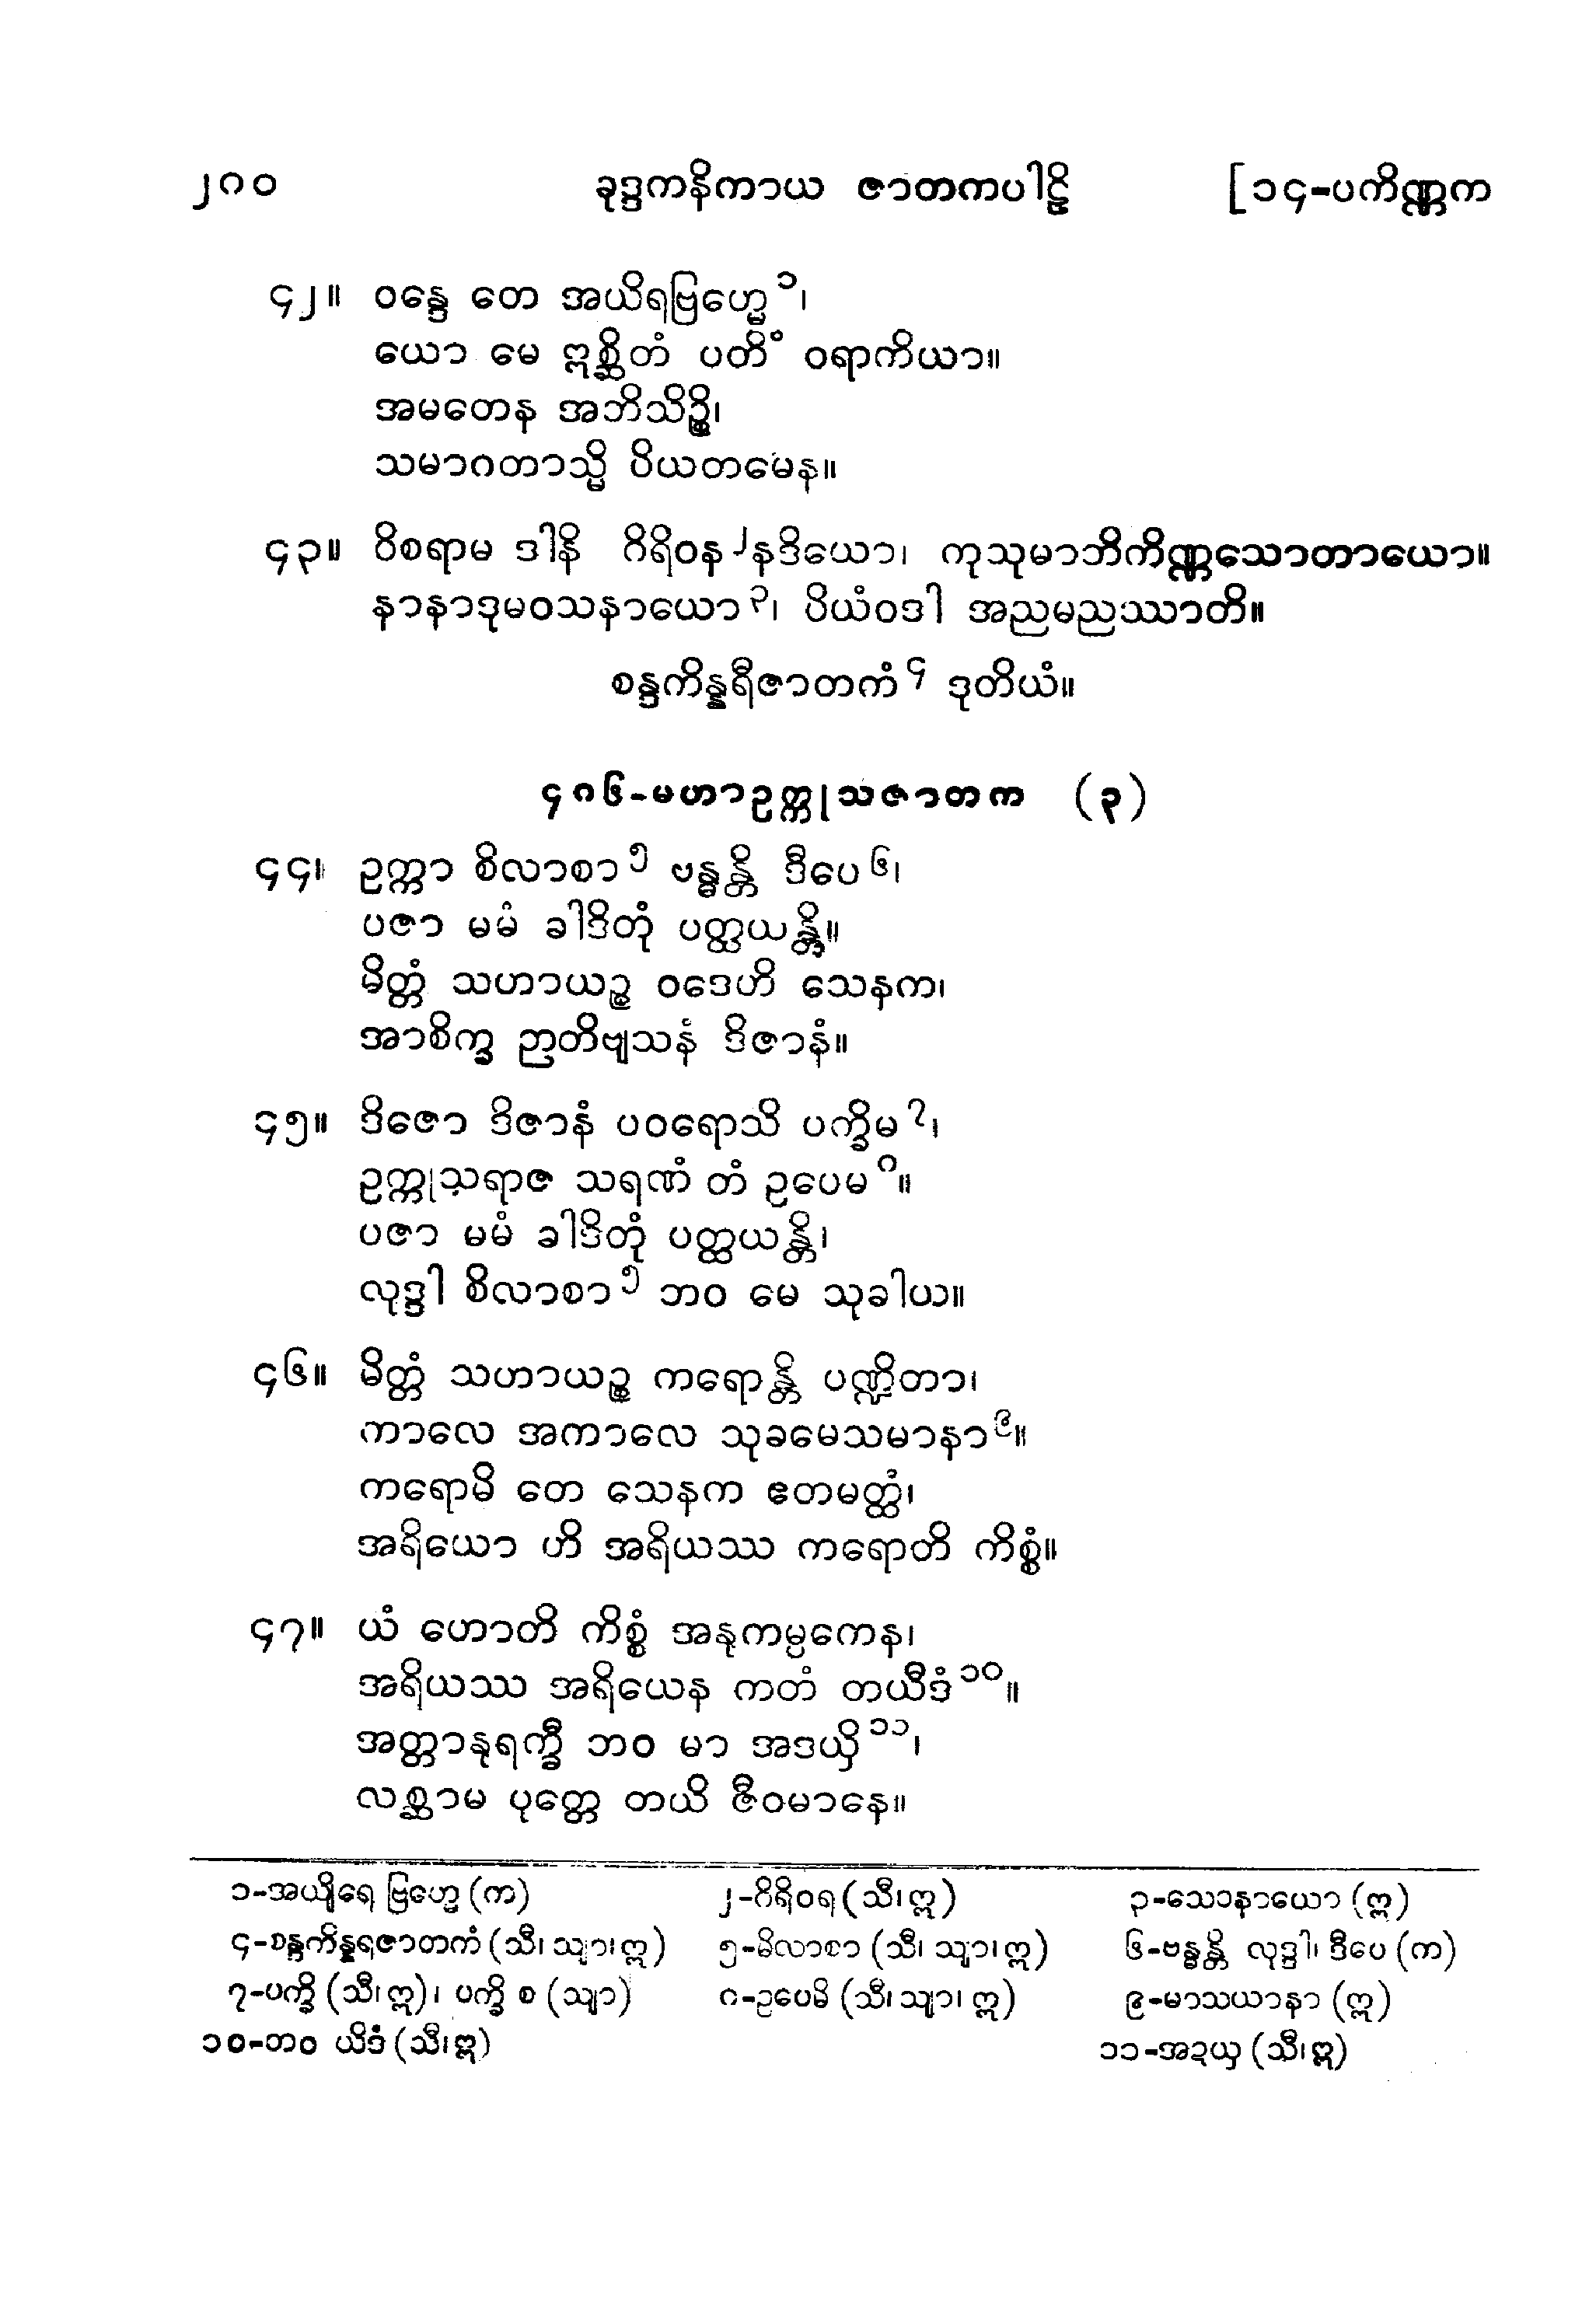 ၂၈၀ ခုဒ္ဒကနိကာယ ဇာတကပါဠိ [၁၄-ပကိဏ္ဏက
၄၂။ ဝန္ဒေ တေ အယိရဗြဟ္မေ ၁၊
ယော မေ ဣစ္ဆိတံ ပတိံ ဝရာကိယာ။
အမတေန အဘိသိဉ္စိ၊
သမာဂတာသ္မိ ပိယတမေန။
၄၃။ ဝိစရာမ ဒါနိ ဂိရိဝန ၂နဒိယော၊ ကုသုမာဘိကိဏ္ဏသောတာယော။
နာနာဒုမဝသနာယော ၃၊ ပိယံဝဒါ အညမညဿာတိ။
စန္ဒကိန္နရီဇာတကံ ၄ ဒုတိယံ။
၄၈၆-မဟာဥက္ကုသဇာတက (၃)
၄၄။ ဥက္ကာ စိလာစာ ၅ ဗန္ဓန္တိ ဒီပေ ၆၊
ပဇာ မမံ ခါဒိတုံ ပတ္ထယန္တိ။
မိတ္တံ သဟာယဉ္စ ဝဒေဟိ သေနက၊
အာစိက္ခ ဉာတိဗျသနံ ဒိဇာနံ။
၄၅။ ဒိဇော ဒိဇာနံ ပဝရောသိ ပက္ခိမ ၇၊
ဥက္ကုသရာဇ သရဏံ တံ ဥပေမ ၈။
ပဇာ မမံ ခါဒိတုံ ပတ္ထယန္တိ၊
လုဒ္ဒါ စိလာစာ ၅ ဘဝ မေ သုခါယ။
၄၆။ မိတ္တံ သဟာယဉ္စ ကရောန္တိ ပဏ္ဍိတာ၊
ကာလေ အကာလေ သုခမေသမာနာ ၉။
ကရောမိ တေ သေနက ဧတမတ္ထံ၊
အရိယော ဟိ အရိယဿ ကရောတိ ကိစ္စံ။
၄၇။ ယံ ဟောတိ ကိစ္စံ အနုကမ္ပကေန၊
အရိယဿ အရိယေန ကတံ တယီဒံ ၁၀။
အတ္တာနုရက္ခီ ဘဝ မာ အဒယှိ ၁၁၊
လစ္ဆာမ ပုတ္တေ တယိ ဇီဝမာနေ။
၁-အယျိရေ ဗြဟ္မေ (က) ၂-ဂိရိဝရ (သီ၊ဣ) ၃-သောနာယော (ဣ)
၄-စန္ဒကိန္နရဇာတကံ (သီ၊ သျာ၊ဣ) ၅-မိလာစာ (သီ၊ သျာ၊ဣ) ၆-ဗန္ဓန္တိ လုဒ္ဒါ၊ ဒီပေ (က)
၇-ပက္ခိ (သီ၊ဣ)၊ ပက္ခိ စ (သျာ) ၈-ဥပေမိ (သီ၊ သျာ၊ ဣ) ၉-မာသယာနာ (ဣ)
၁၀-ဘဝ ယိဒံ (သီ၊ဣ) ၁၁-အဍယှ (သီ၊ဣ)